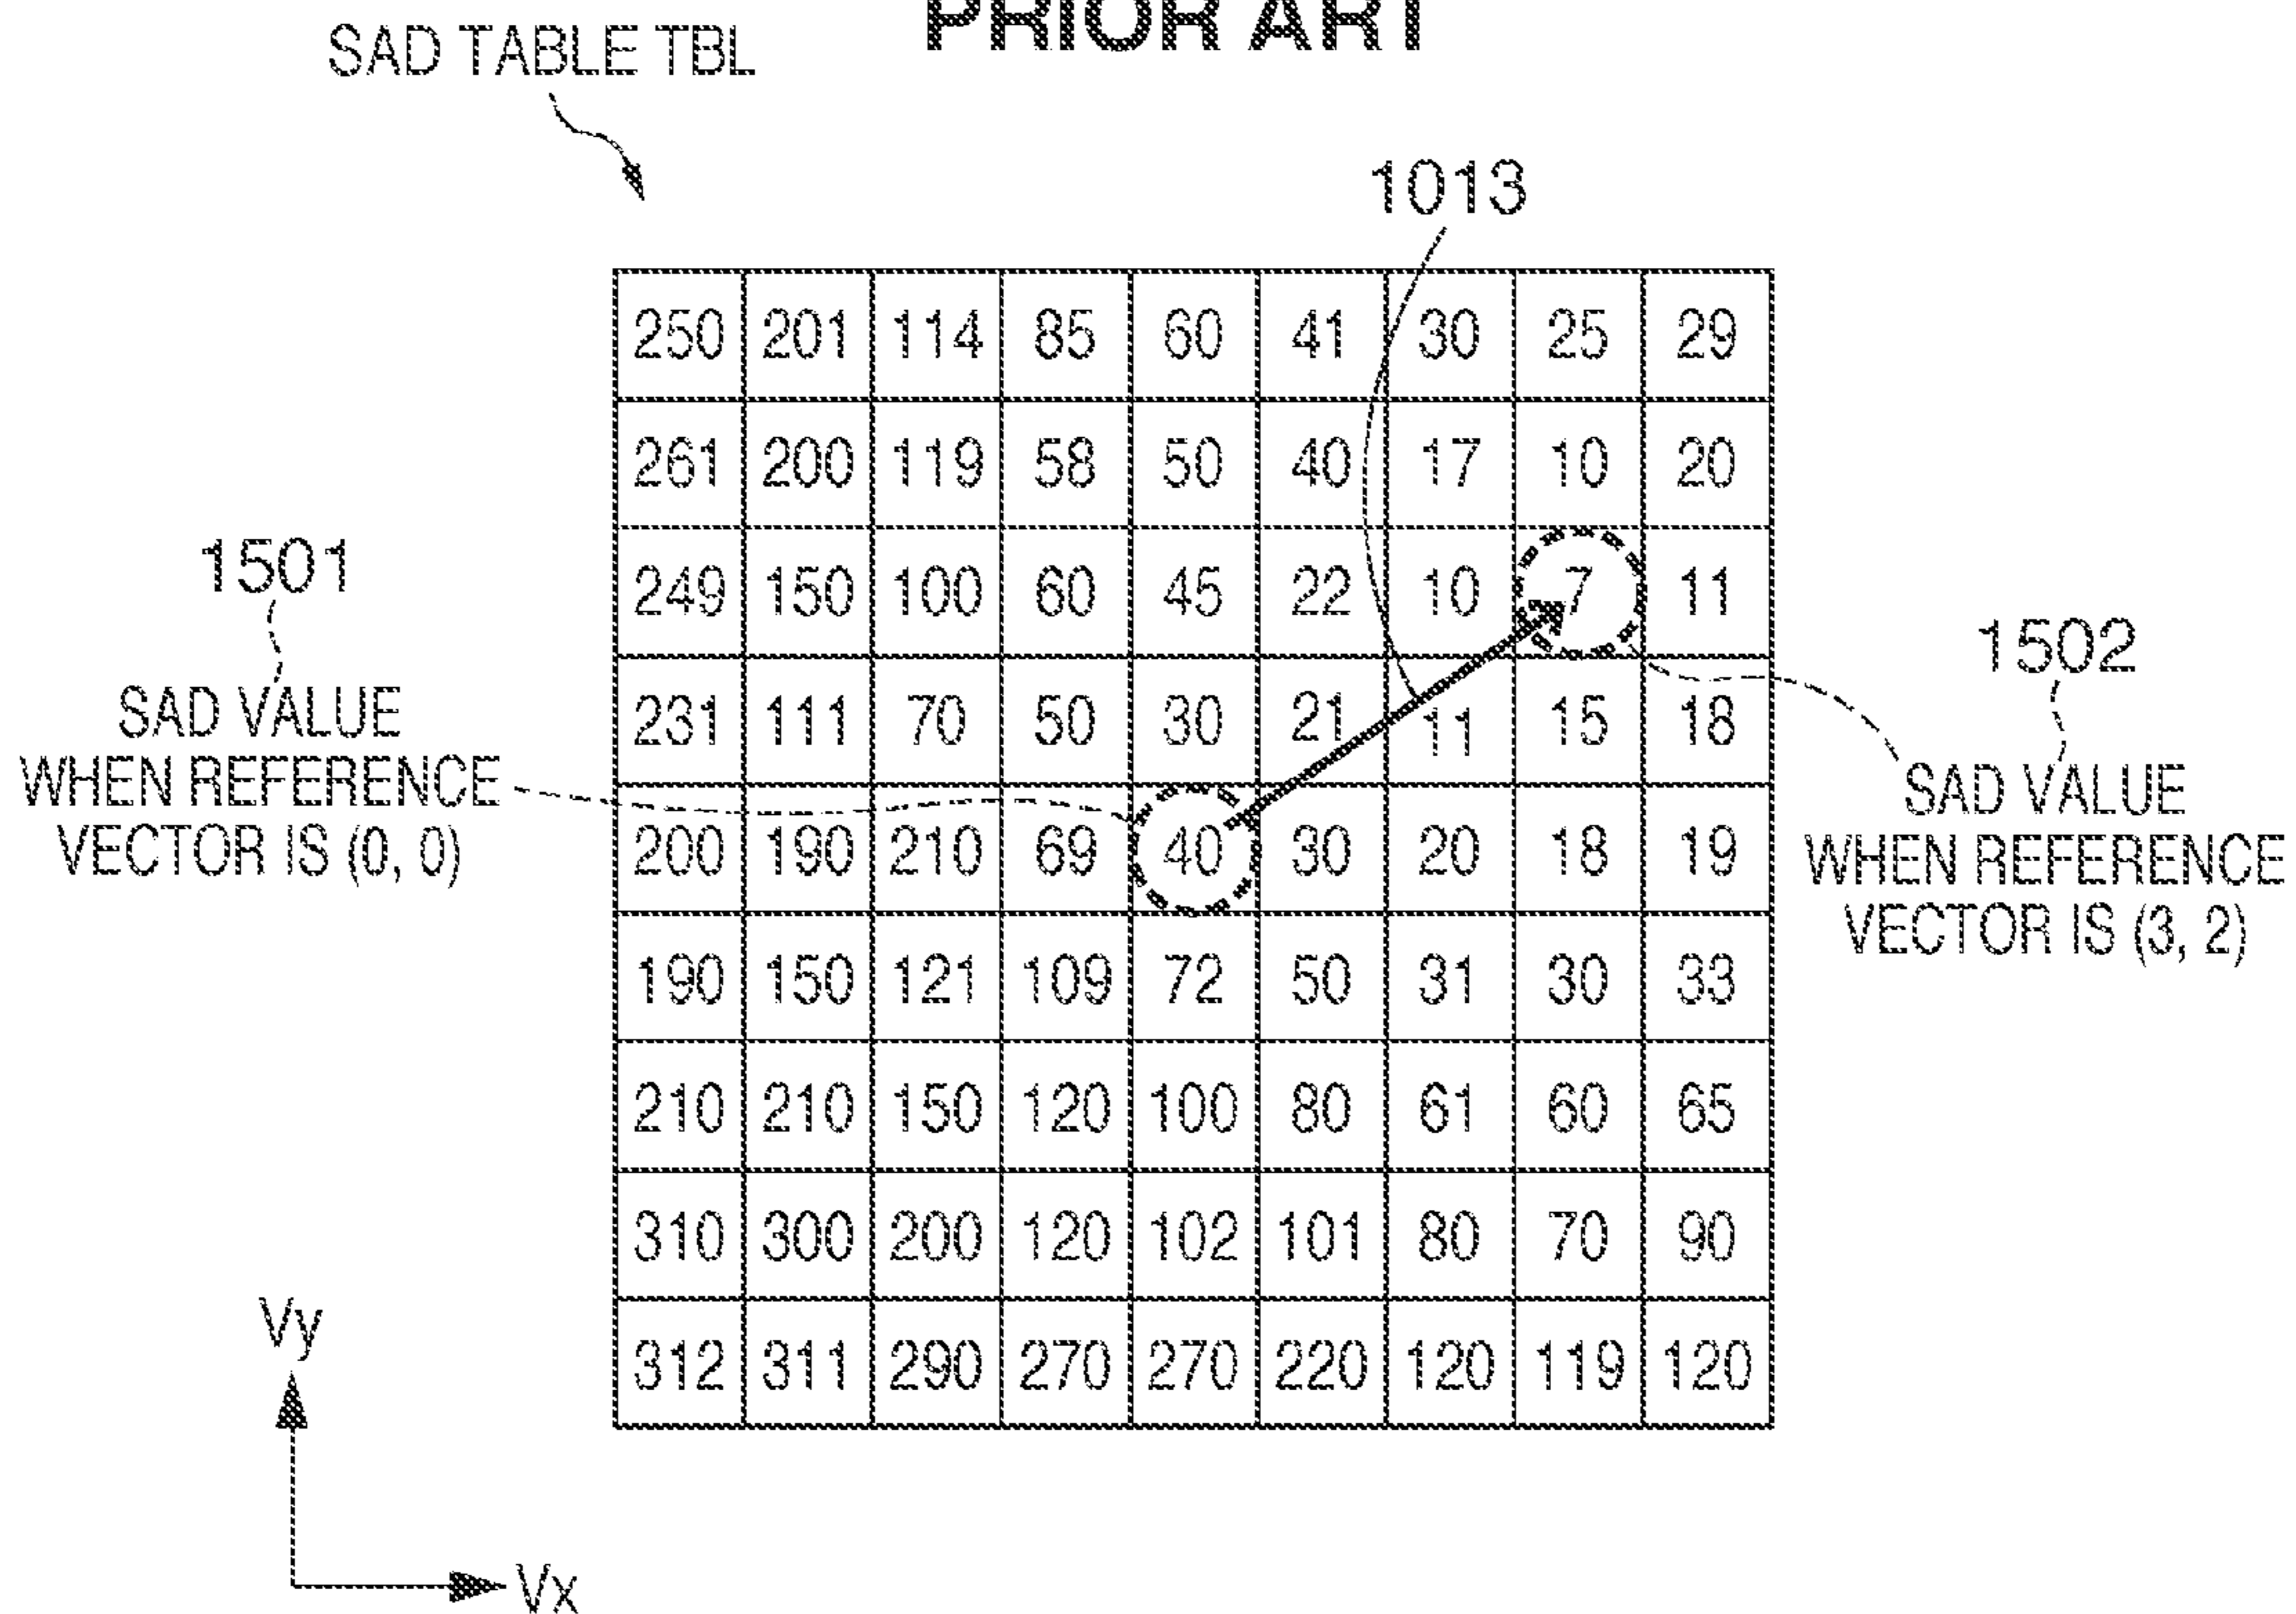 PRIOR ART
SAD TABLE TBL
1013
250 201 114 85 60 41 30 25 29
261 200 119 58 50 40 17 10 20
249 150 100 60 45 22 10 7 11
231 111 70 50 30 21 11 15 18
200 190 210 69 40 30 20 18 19
190 150 121 109 72 50 31 30 33
210 210 150 120 100 80 61 60 65
310 300 200 120 102 101 80 70 90
312 311 290 270 270 220 120 119 120
1501
SAD VALUE
WHEN REFERENCE
VECTOR IS (0, 0)
1502
SAD VALUE
WHEN REFERENCE
VECTOR IS (3, 2)
Vy
Vx